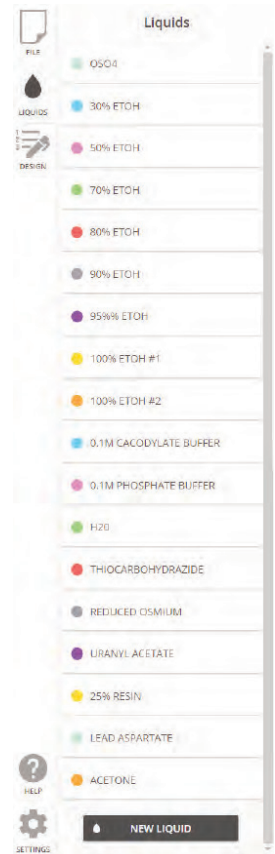 Liquids
FILE
OSO4
LIQUIDS
30% ETOH
50% ETOH
DESIGN
70% ETOH
80% ETOH
90% ETOH
95%% ETOH
100% ETOH #1
100% ETOH #2
0.1M CACODYLATE BUFFER
0.1M PHOSPHATE BUFFER
H20
THIOCARBOHYDRAZIDE
REDUCED OSMIUM
URANYL ACETATE
25% RESIN
LEAD ASPARTATE
HELP
ACETONE
NEW LIQUID
SETTINGS